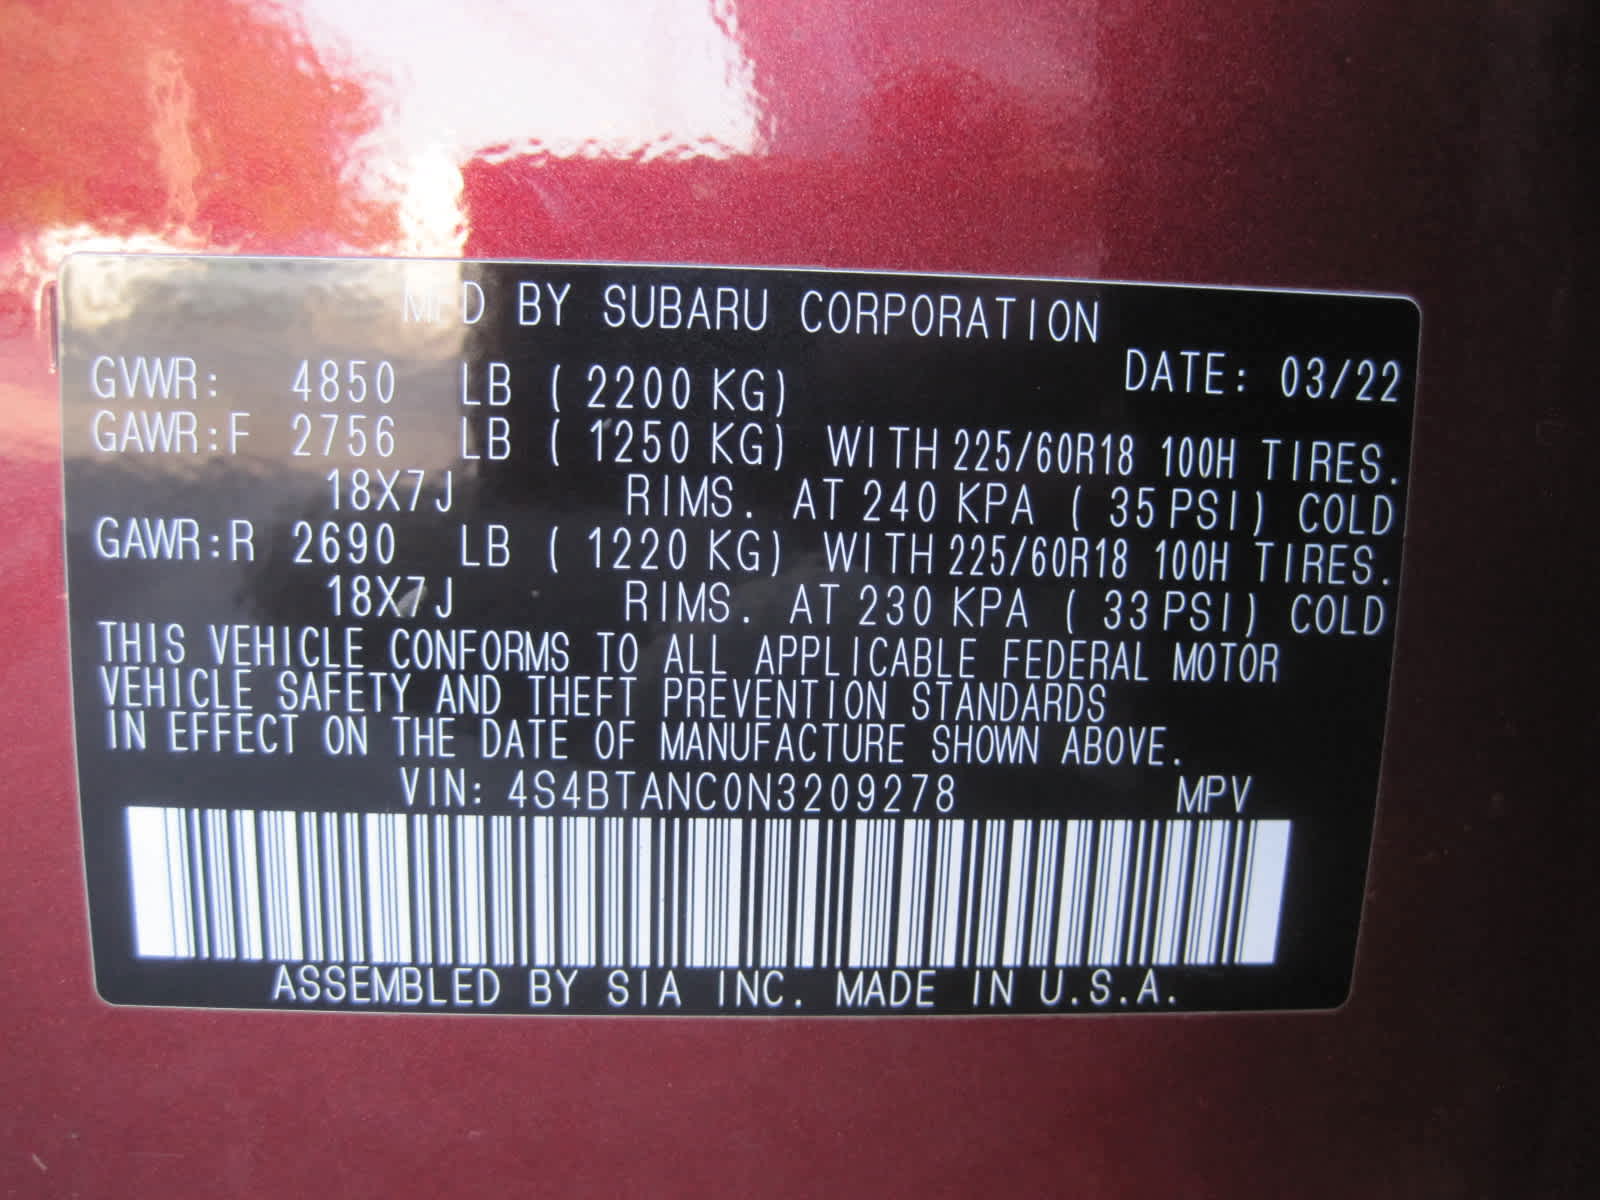 MFD BY SUBARU CORPORATION
DATE: 03/22
GVWR: 4850 LB ( 2200 KG)
GAWR:F 2756 LB ( 1250 KG) WITH 225/60R18 100H TIRES.
18X7J RIMS. AT 240 KPA ( 35 PSI) COLD
GAWR:R 2690 LB ( 1220 KG) WITH 225/60R18 100H TIRES.
18X7J RIMS. AT 230 KPA ( 33 PSI) COLD
THIS VEHICLE CONFORMS TO ALL APPLICABLE FEDERAL MOTOR
VEHICLE SAFETY AND THEFT PREVENTION STANDARDS
IN EFFECT ON THE DATE OF MANUFACTURE SHOWN ABOVE.
VIN: 4S4BTANC0N3209278 MPV
ASSEMBLED BY SIA INC. MADE IN U.S.A.